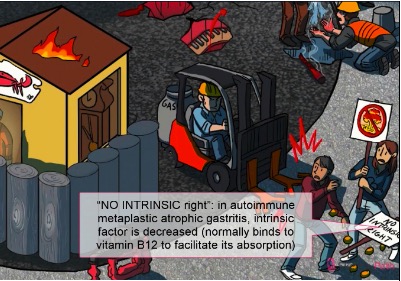 GAS
"NO INTRINSIC right": in autoimmune
metaplastic atrophic gastritis, intrinsic
factor is decreased (normally binds to
vitamin B12 to facilitate its absorption)
NO
INTRINSIC
RIGHT